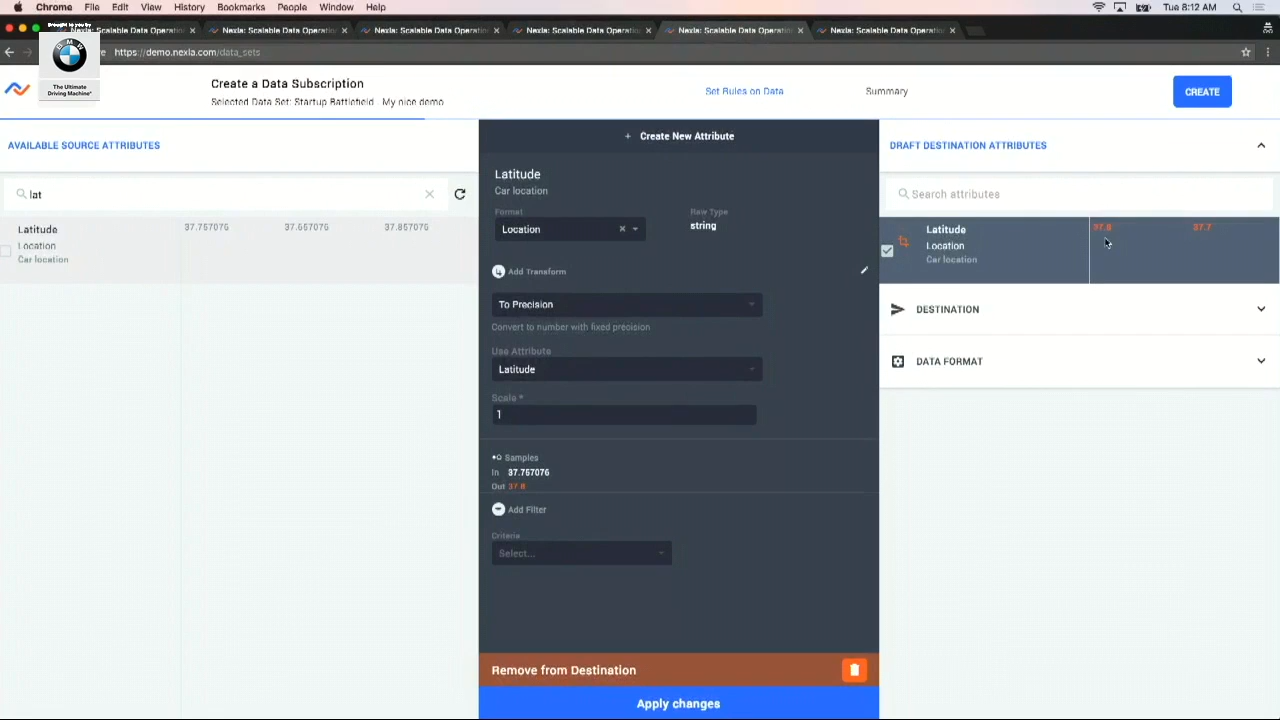 Chrome File Edit View History Bookmarks People Window Help Tue 8:12 AM
Brought to you by
Nexla: Scalable Data Operatio Nexla: Scalable Data Operatio Nexla: Scalable Data Operatio Nexla: Scalable Data Operatio Nexla: Scalable Data Operatio Nexla: Scalable Data Operatio
https://demo.nexla.com/data_sets
BMW
The Ultimate
Driving Machine®
Create a Data Subscription
Selected Data Set: Startup Battlefield My nice demo
Set Rules on Data
Summary
CREATE
AVAILABLE SOURCE ATTRIBUTES
lat
Latitude 37.757076 37.657076 37.857076
Location
Car location
+ Create New Attribute
Latitude
Car location
Format
Location
Raw Type
string
Add Transform
To Precision
Convert to number with fixed precision
Use Attribute
Latitude
Scale *
1
Samples
In 37.757076
Out 37.8
Add Filter
Criteria
Select...
Remove from Destination
Apply changes
DRAFT DESTINATION ATTRIBUTES
Search attributes
Latitude 37.8 37.7
Location
Car location
DESTINATION
DATA FORMAT